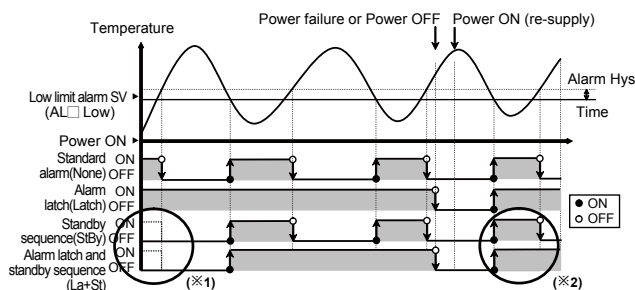 Power failure or Power OFF
Power ON (re-supply)
Temperature
Alarm Hys
Low limit alarm SV
(AL□ Low)
Time
Power ON
Standard
alarm(None)
ON
OFF
Alarm
latch(Latch)
ON
OFF
Standby
sequence(StBy)
ON
OFF
Alarm latch and
standby sequence
(La+St)
ON
OFF
● ON
○ OFF
(※1)
(※2)